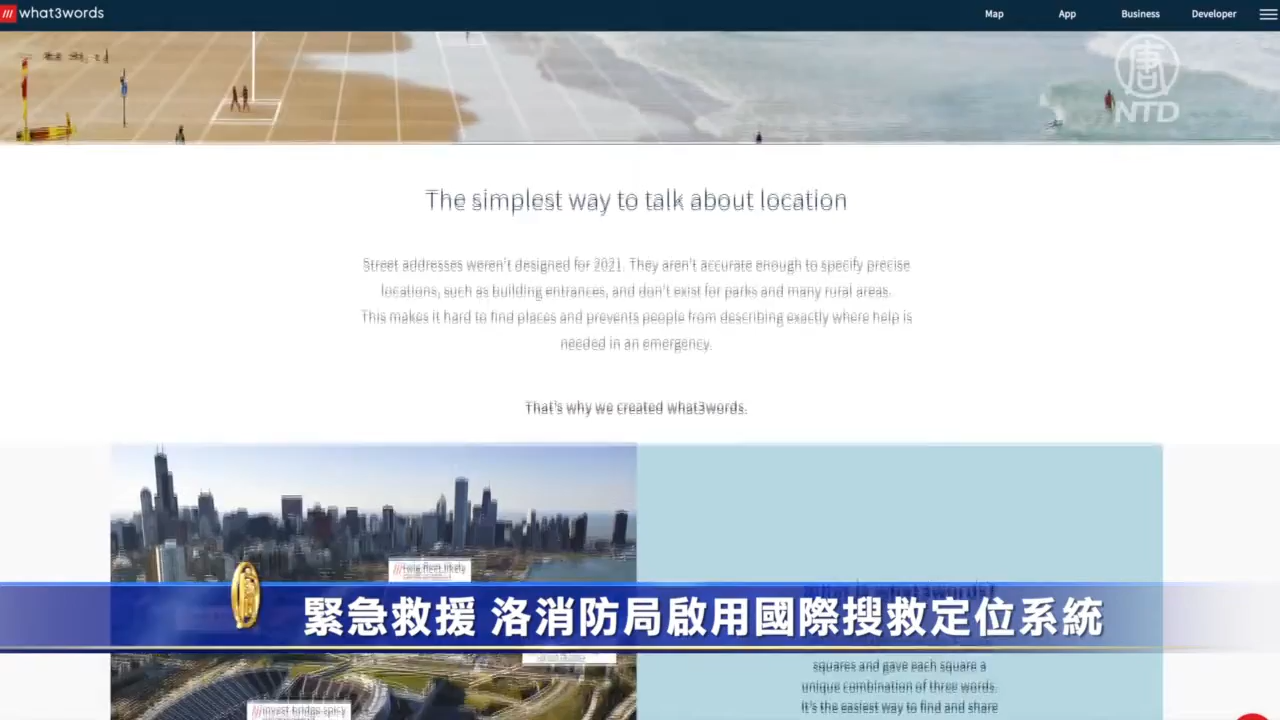 what3words
Map
App
Business
Developer
唐
NTD
The simplest way to talk about location
Street addresses weren't designed for 2021. They aren't accurate enough to specify precise
locations, such as building entrances, and don't exist for parks and many rural areas.
This makes it hard to find places and prevents people from describing exactly where help is
needed in an emergency.
That's why we created what3words.
緊急救援 洛消防局啟用國際搜救定位系統
squares and gave each square a
unique combination of three words.
It's the easiest way to find and share